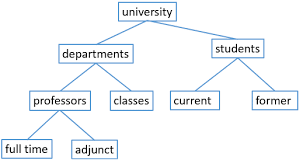 university
departments
students
professors
classes
current
former
full time
adjunct